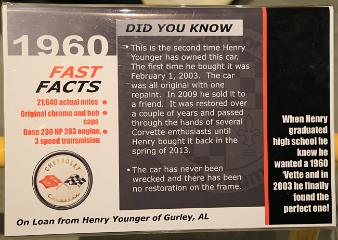 1960
FAST
FACTS
21,640 actual miles •
Original chrome and hub •
caps
Base 230 HP 283 engine, •
3 speed transmision
CHEVROLET
CORVETTE
DID YOU KNOW
• This is the second time Henry
Younger has owned this car.
The first time he bought it was
February 1, 2003. The car
was all original with one
repaint. In 2009 he sold it to
a friend. It was restored over
a couple of years and passed
through the hands of several
Corvette enthusiasts until
Henry bought it back in the
spring of 2013.
• The car has never been
wrecked and there has been
no restoration on the frame.
When Henry
graduated
high school he
knew he
wanted a 1960
'Vette and in
2003 he finally
found the
perfect one!
On Loan from Henry Younger of Gurley, AL